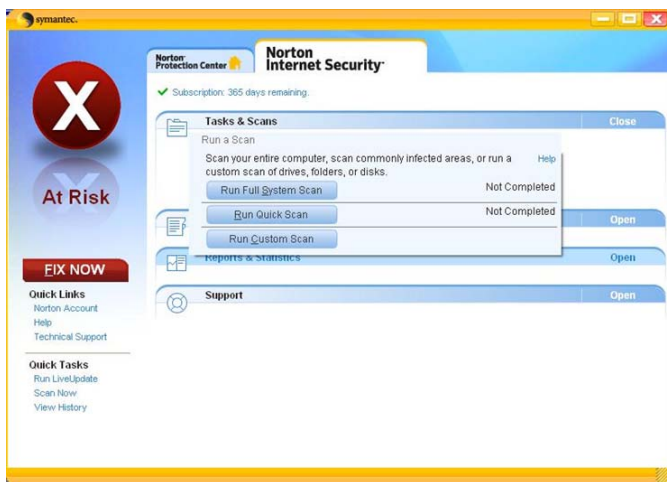 symantec.
Norton
Protection Center
Norton
Internet Security
Subscription: 365 days remaining.
X
At Risk
FIX NOW
Quick Links
Norton Account
Help
Technical Support
Quick Tasks
Run LiveUpdate
Scan Now
View History
Tasks & Scans Close
Run a Scan
Scan your entire computer, scan commonly infected areas, or run a Help
custom scan of drives, folders, or disks.
Run Full System Scan Not Completed
Run Quick Scan Not Completed
Run Custom Scan
Open
Reports & Statistics Open
Support Open